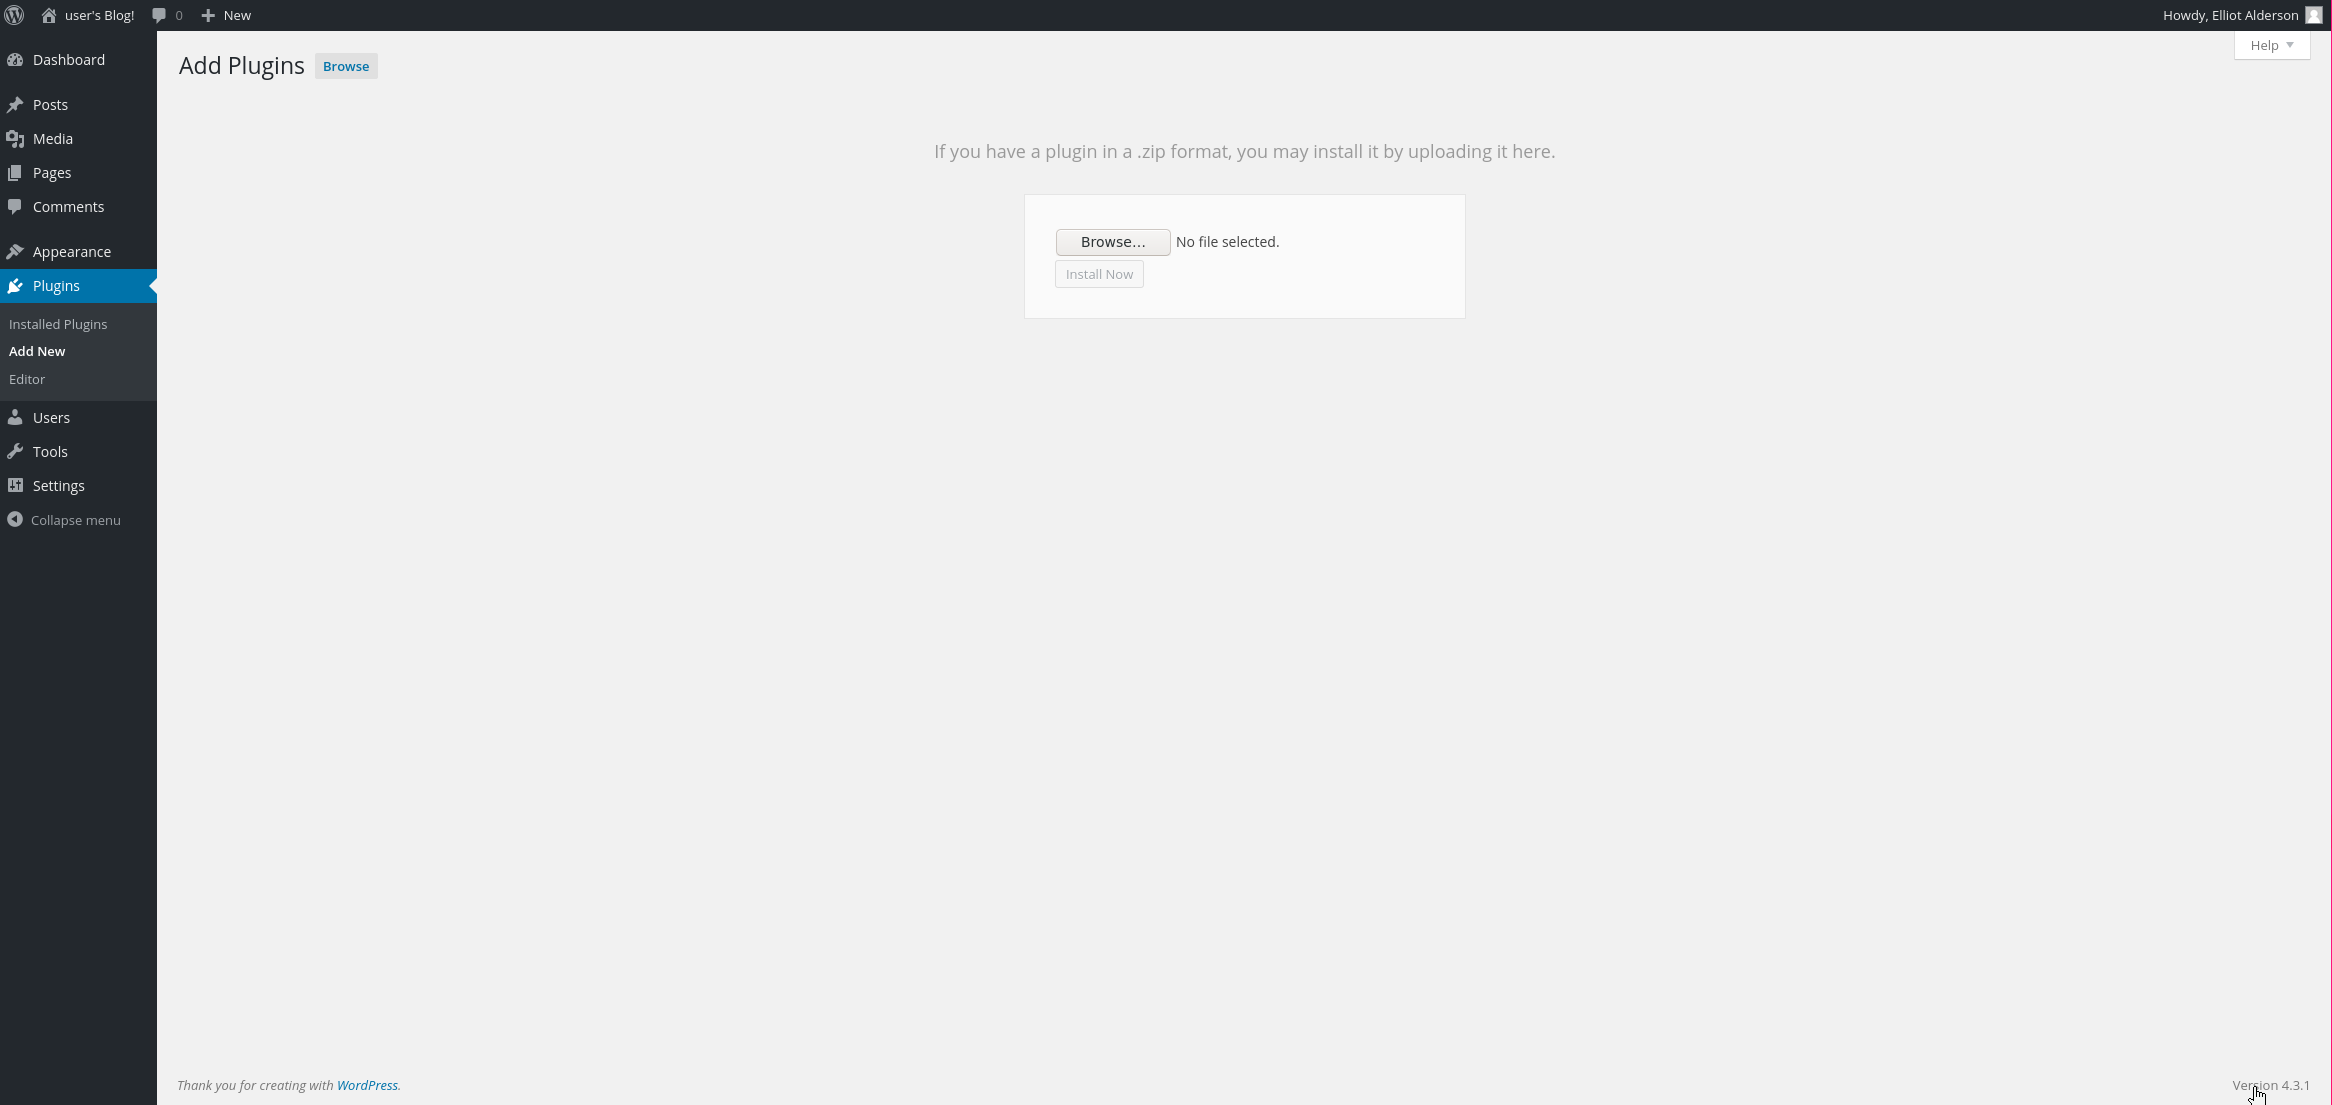 user's Blog! 0 New Howdy, Elliot Alderson
Help
Dashboard
Posts
Media
Pages
Comments
Appearance
Plugins
Installed Plugins
Add New
Editor
Users
Tools
Settings
Collapse menu
Add Plugins Browse
If you have a plugin in a .zip format, you may install it by uploading it here.
Browse... No file selected.
Install Now
Thank you for creating with WordPress. Version 4.3.1